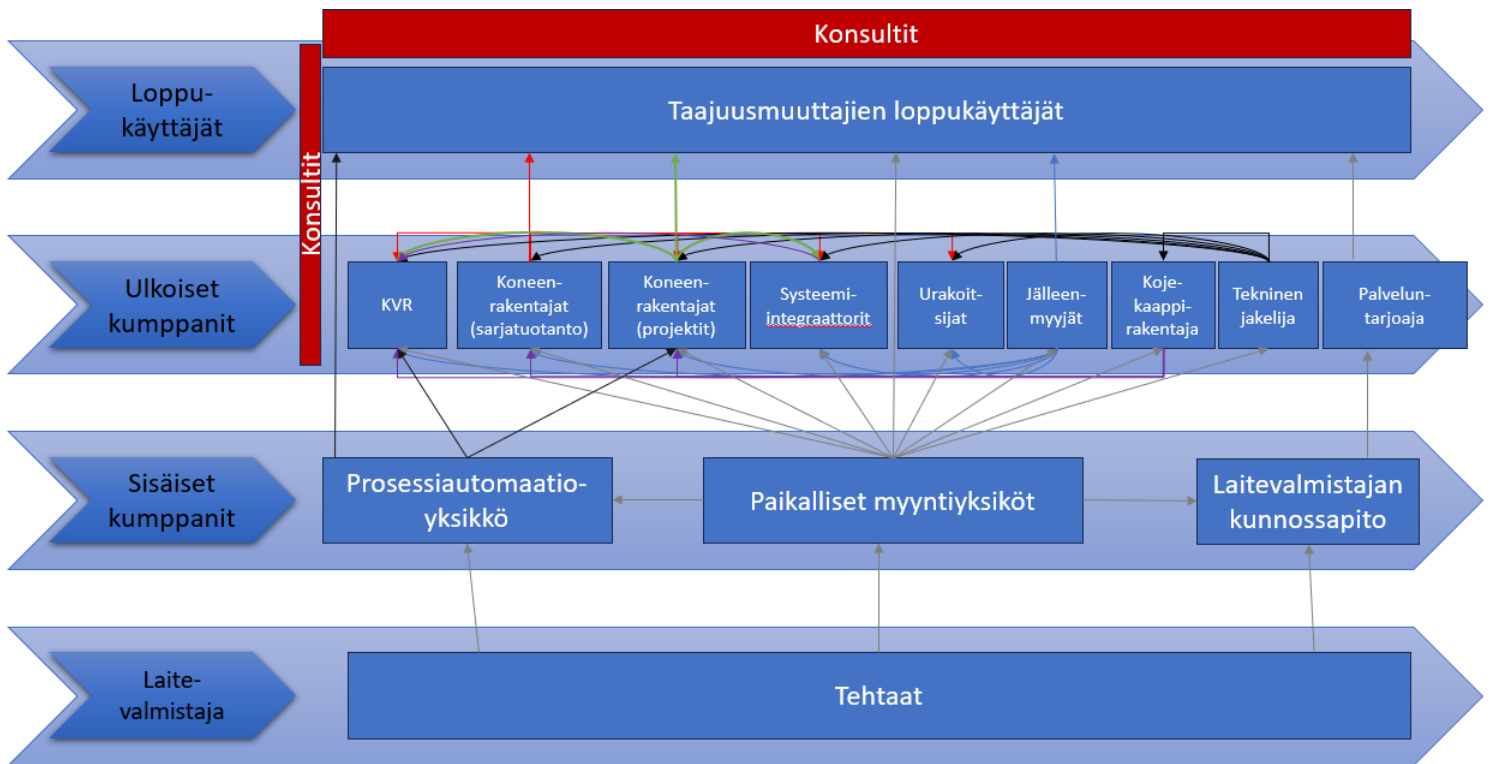 Konsultit
Loppu-
käyttäjät
Taajuusmuuttajien loppukäyttäjät
Konsultit
Ulkoiset
kumppanit
KVR
Koneen-
rakentajat
(sarjatuotanto)
Koneen-
rakentajat
(projektit)
Systeemi-
integraattorit
Urakoit-
sijat
Jälleen-
myyjät
Koje-
kaappi-
rakentaja
Tekninen
jakelija
Palvelun-
tarjoaja
Sisäiset
kumppanit
Prosessiautomaatio-
yksikkö
Paikalliset myyntiyksiköt
Laitevalmistajan
kunnossapito
Laite-
valmistaja
Tehtaat